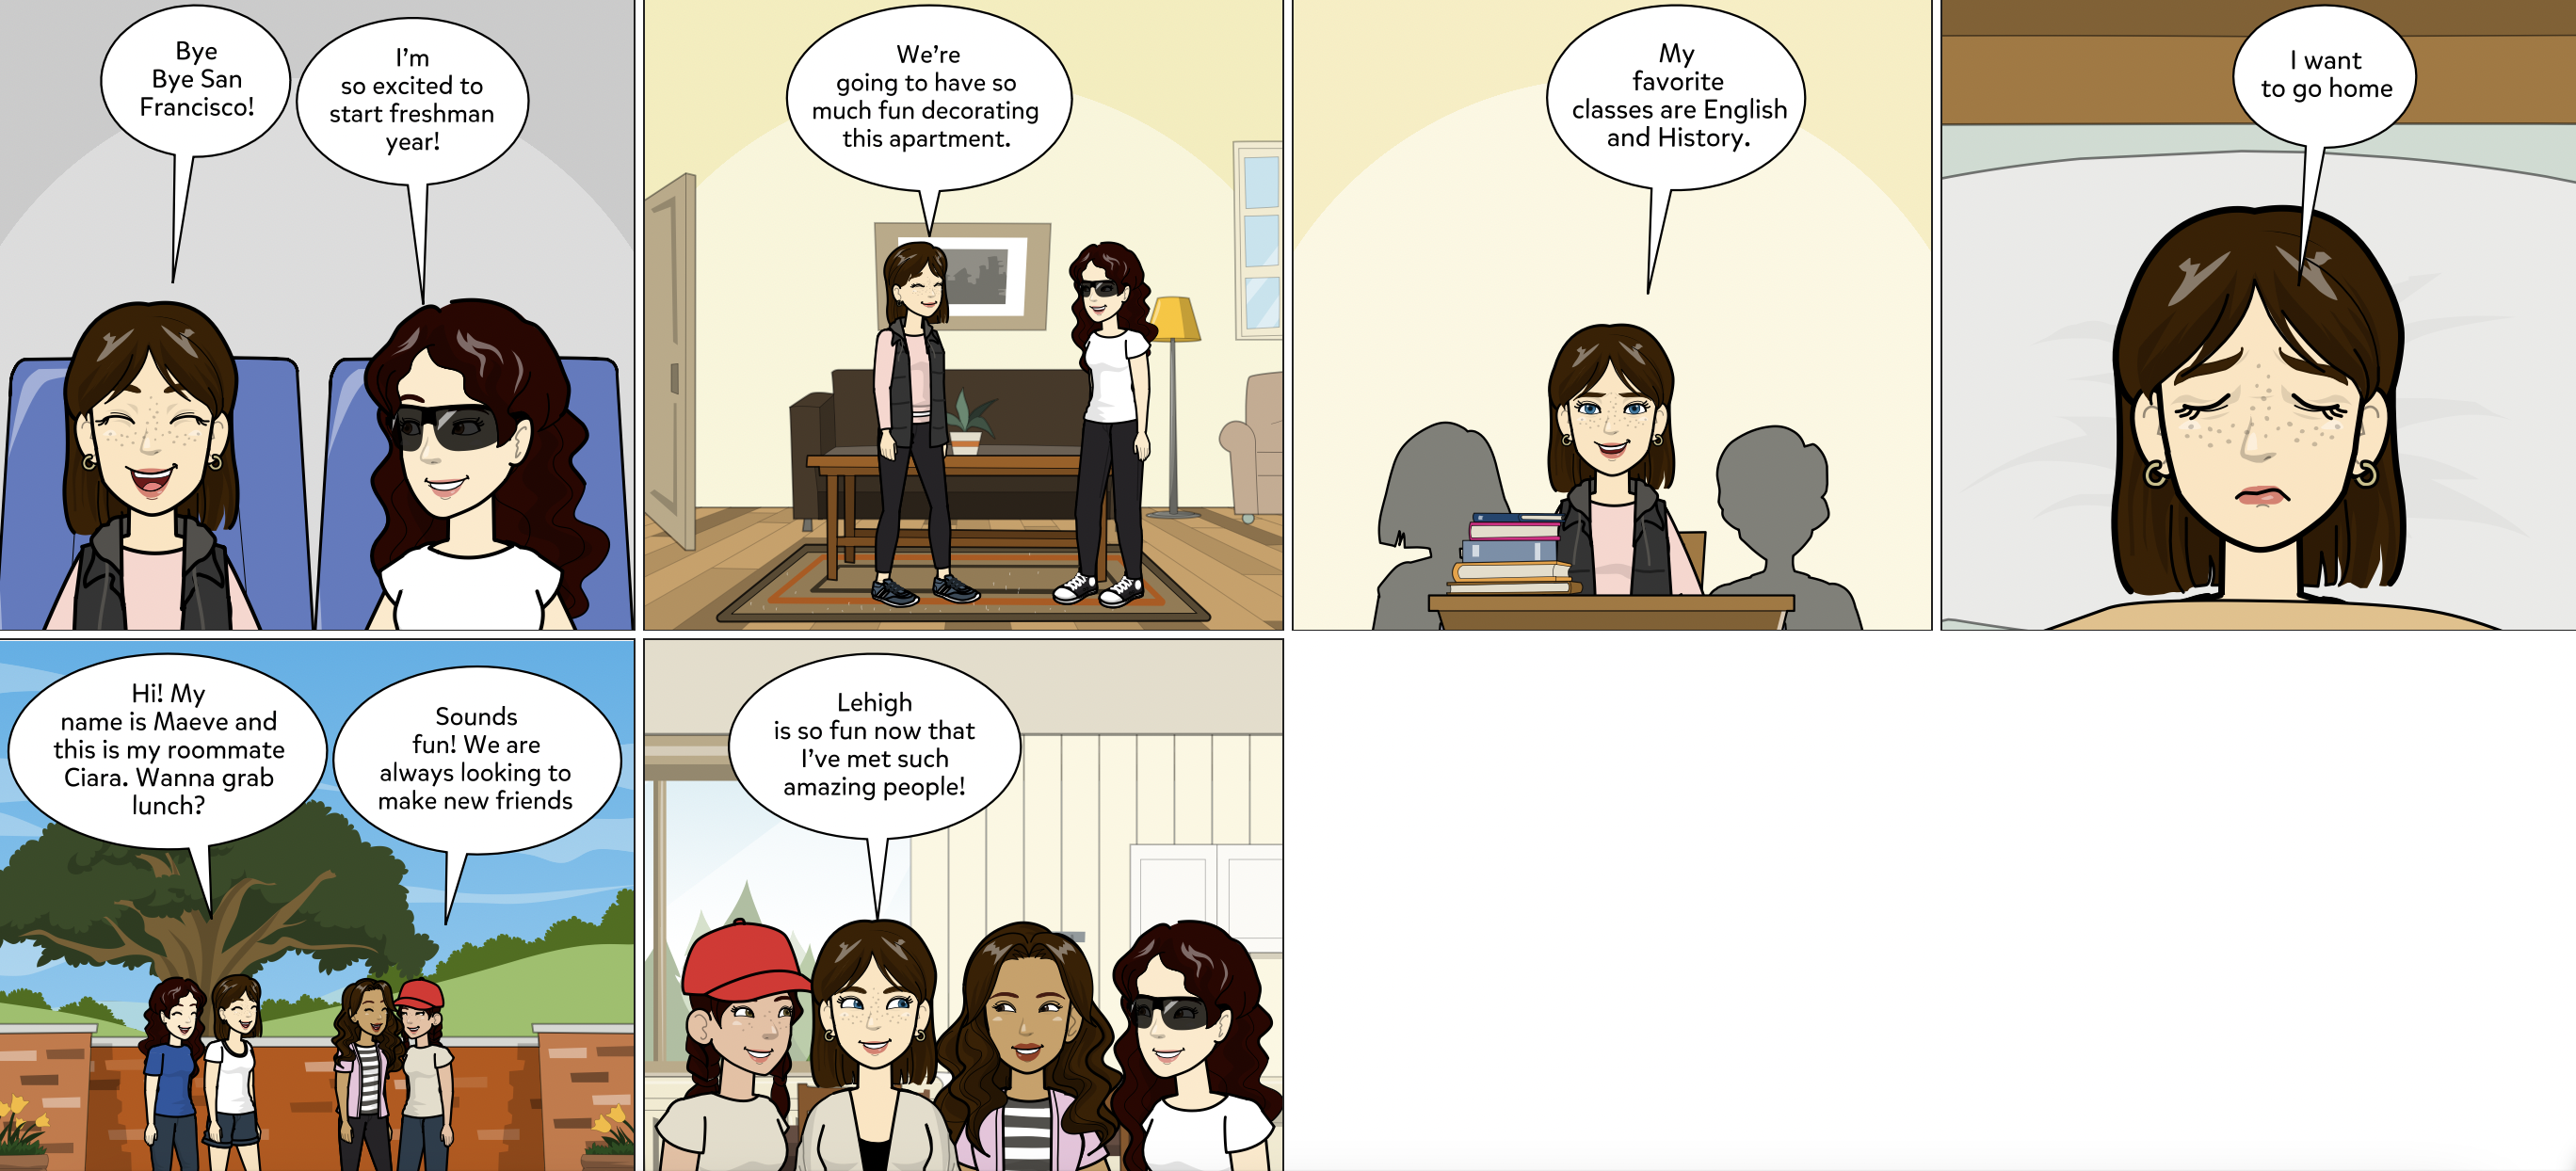 Bye
Bye San
Francisco!
I'm
so excited to
start freshman
year!
We're
going to have so
much fun decorating
this apartment.
My
favorite
classes are English
and History.
I want
to go home
Hi! My
name is Maeve and
this is my roommate
Ciara. Wanna grab
lunch?
Sounds
fun! We are
always looking to
make new friends
Lehigh
is so fun now that
I've met such
amazing people!